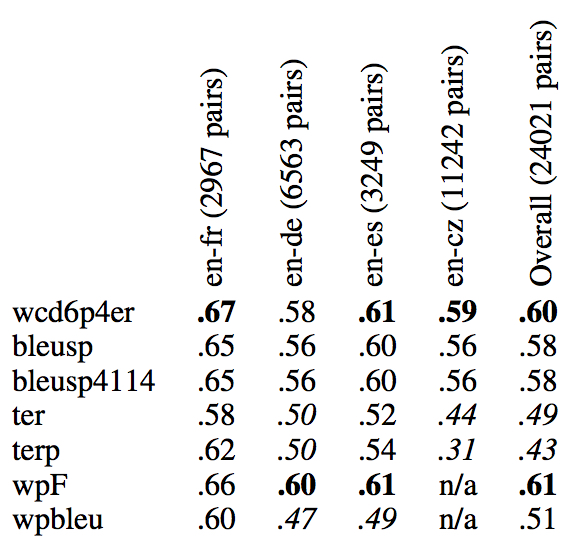 en-fr (2967 pairs)
en-de (6563 pairs)
en-es (3249 pairs)
en-cz (11242 pairs)
Overall (24021 pairs)
wcd6p4er .67 .58 .61 .59 .60
bleusp .65 .56 .60 .56 .58
bleusp4114 .65 .56 .60 .56 .58
ter .58 .50 .52 .44 .49
terp .62 .50 .54 .31 .43
wpF .66 .60 .61 n/a .61
wpbleu .60 .47 .49 n/a .51